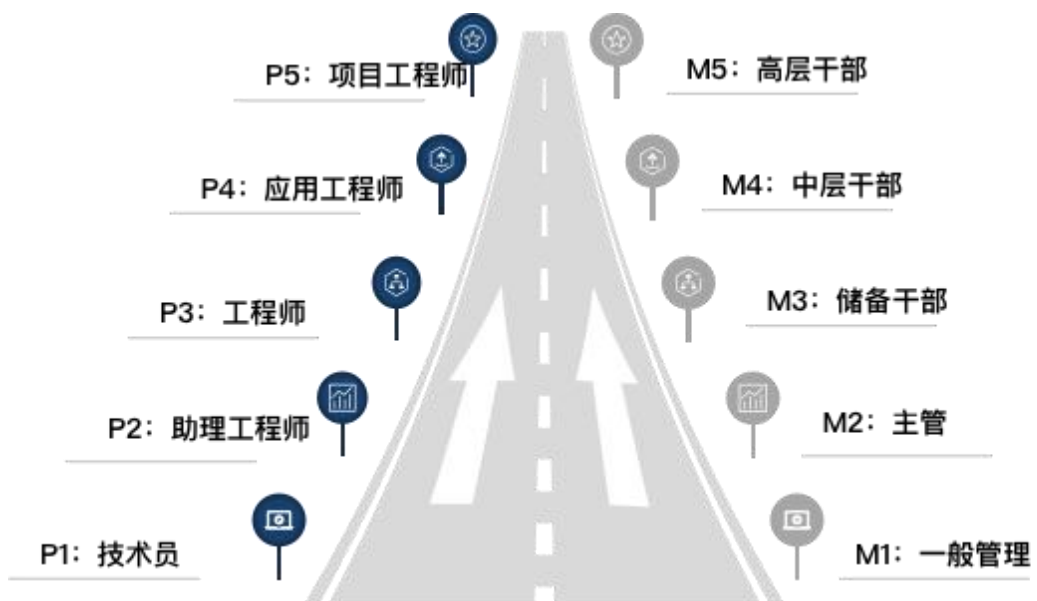 P5：项目工程师
M5：高层干部
P4：应用工程师
M4：中层干部
P3：工程师
M3：储备干部
P2：助理工程师
M2：主管
P1：技术员
M1：一般管理